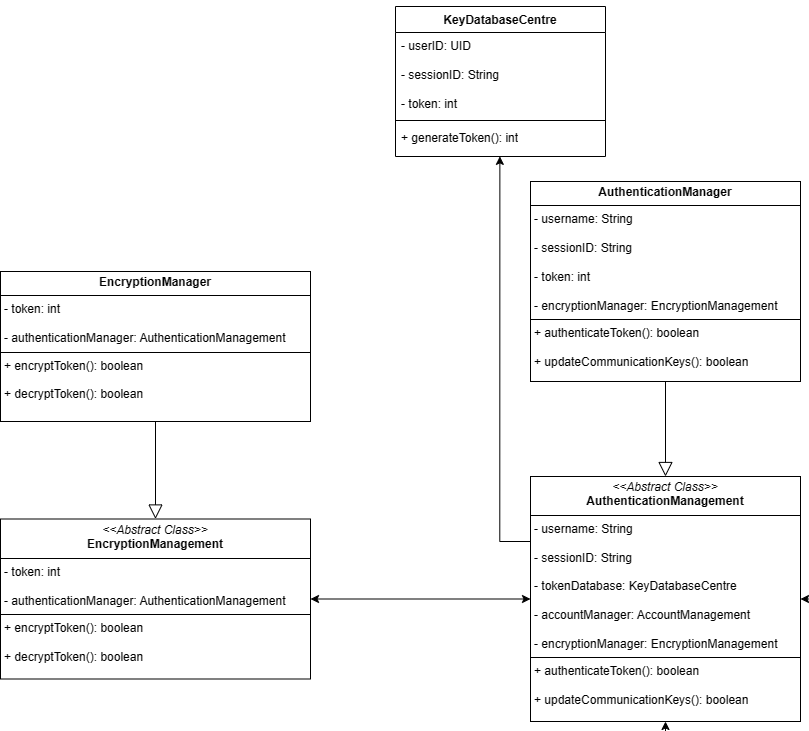 KeyDatabaseCentre
- userID: UID
- sessionID: String
- token: int
+ generateToken(): int
AuthenticationManager
- username: String
- sessionID: String
- token: int
- encryptionManager: EncryptionManagement
+ authenticateToken(): boolean
+ updateCommunicationKeys(): boolean
EncryptionManager
- token: int
- authenticationManager: AuthenticationManagement
+ encryptToken(): boolean
+ decryptToken(): boolean
<<Abstract Class>>
EncryptionManagement
- token: int
- authenticationManager: AuthenticationManagement
+ encryptToken(): boolean
+ decryptToken(): boolean
<<Abstract Class>>
AuthenticationManagement
- username: String
- sessionID: String
- tokenDatabase: KeyDatabaseCentre
- accountManager: AccountManagement
- encryptionManager: EncryptionManagement
+ authenticateToken(): boolean
+ updateCommunicationKeys(): boolean